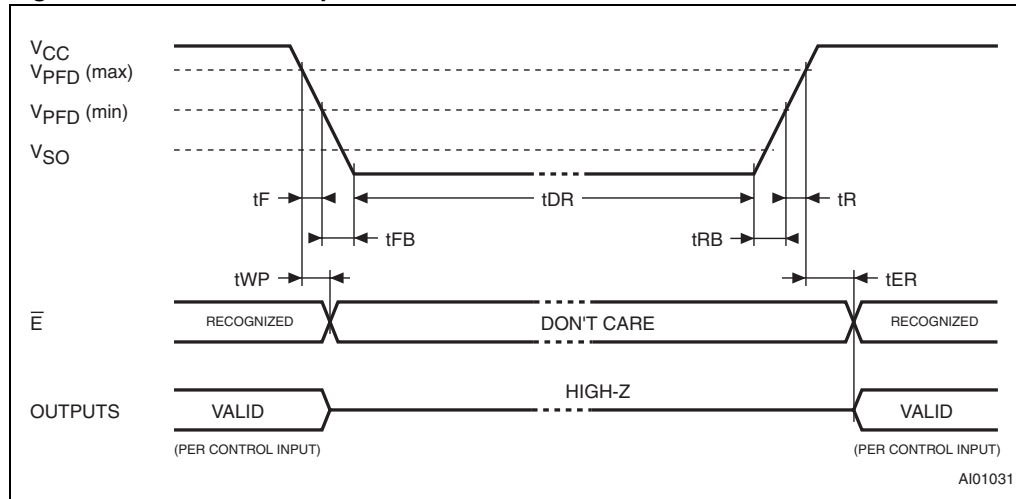 VCC
VPFD (max)
VPFD (min)
VSO
tF
tDR
tR
tFB
tRB
tWP
tER
E
RECOGNIZED
DON'T CARE
RECOGNIZED
HIGH-Z
OUTPUTS
VALID
VALID
(PER CONTROL INPUT)
(PER CONTROL INPUT)
AI01031